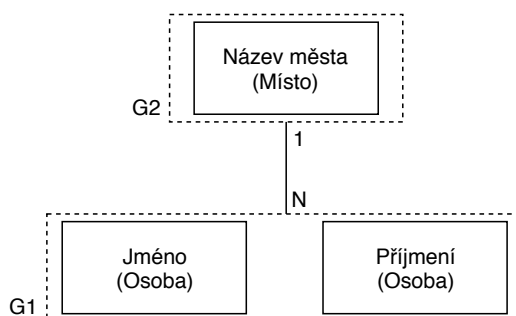 Název města
(Místo)
G2
1
N
Jméno
(Osoba)
Příjmení
(Osoba)
G1